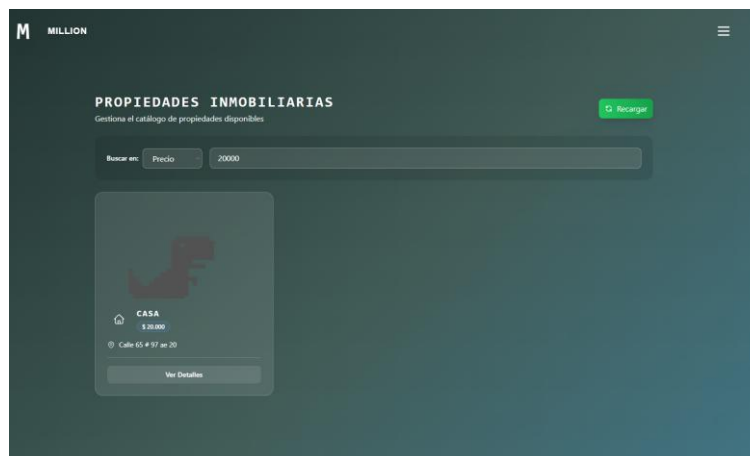 M MILLION
PROPIEDADES INMOBILIARIAS
Gestiona el catálogo de propiedades disponibles
Recargar
Buscar en: Precio 20000
CASA
$ 20.000
Calle 65 # 97 ae 20
Ver Detalles